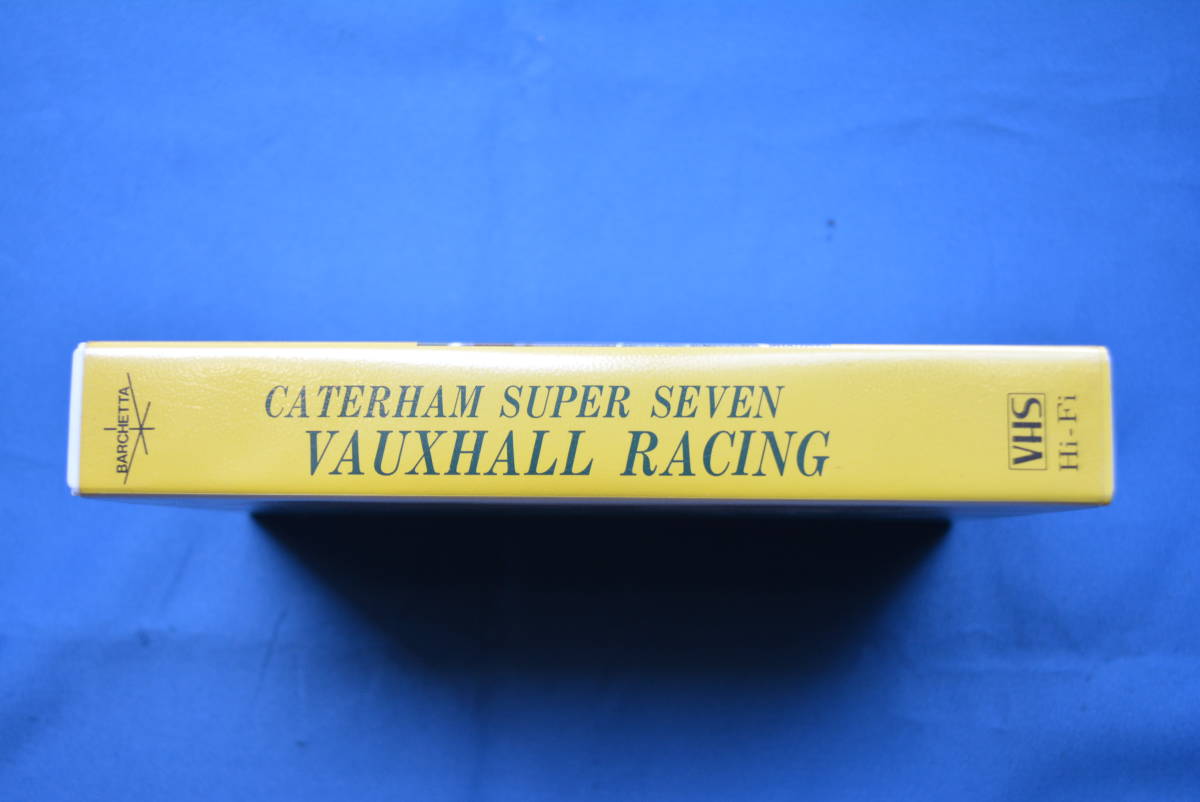 BARCHETTA
CATERHAM SUPER SEVEN
VAUXHALL RACING
VHS
Hi-Fi